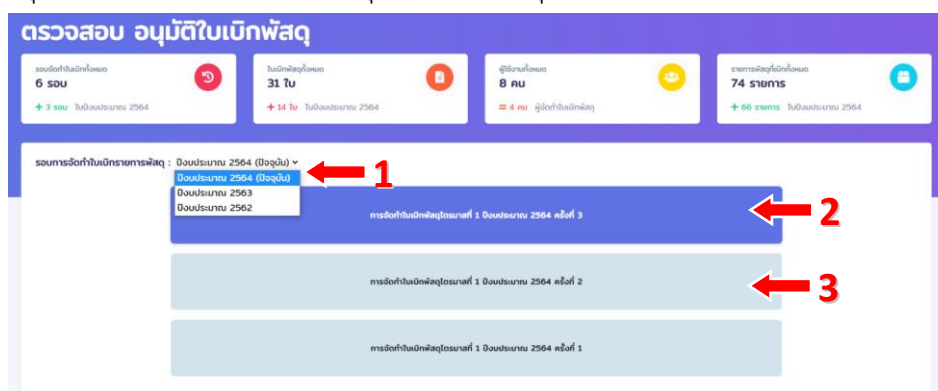 ตรวจสอบ อนุมัติใบเบิกพัสดุ
รอบจัดทำใบเบิกทั้งหมด
6 รอบ
+ 3 รอบ ในปีงบประมาณ 2564
ใบเบิกพัสดุทั้งหมด
31 ใบ
+ 14 ใบ ในปีงบประมาณ 2564
ผู้ใช้งานทั้งหมด
8 คน
= 4 คน ผู้จัดทำใบเบิกพัสดุ
รายการพัสดุที่เบิกทั้งหมด
74 รายการ
+ 66 รายการ ในปีงบประมาณ 2564
รอบการจัดทำใบเบิกรายการพัสดุ : ปีงบประมาณ 2564 (ปัจจุบัน)
ปีงบประมาณ 2564 (ปัจจุบัน)
ปีงบประมาณ 2563
ปีงบประมาณ 2562
1
การจัดทำใบเบิกพัสดุไตรมาสที่ 1 ปีงบประมาณ 2564 ครั้งที่ 3
2
การจัดทำใบเบิกพัสดุไตรมาสที่ 1 ปีงบประมาณ 2564 ครั้งที่ 2
3
การจัดทำใบเบิกพัสดุไตรมาสที่ 1 ปีงบประมาณ 2564 ครั้งที่ 1